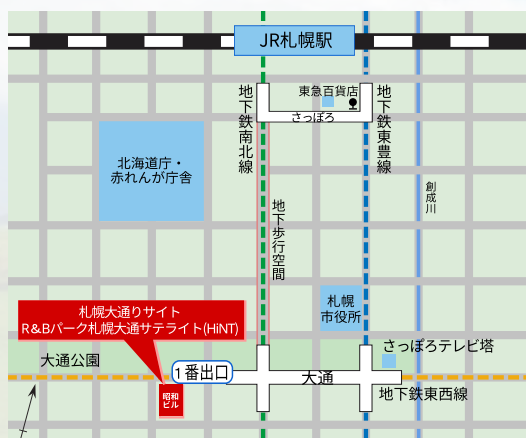 JR札幌駅
地下鉄南北線
東急百貨店
さっぽろ
地下鉄東豊線
北海道庁・
赤れんが庁舎
創成川
地下歩行空間
札幌
市役所
札幌大通りサイト
R&Bパーク札幌大通サテライト(HiNT)
さっぽろテレビ塔
大通公園
1番出口
大通
地下鉄東西線
昭和
ビル